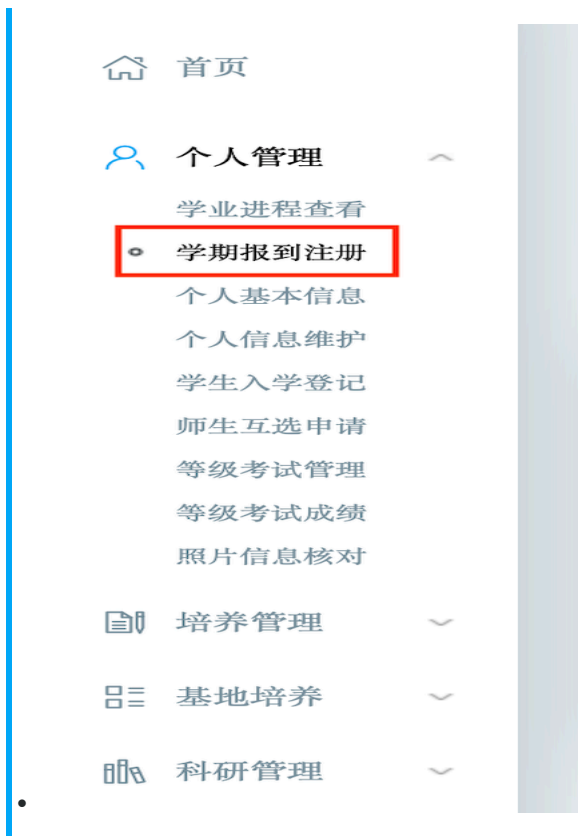 首页
个人管理
学业进程查看
学期报到注册
个人基本信息
个人信息维护
学生入学登记
师生互选申请
等级考试管理
等级考试成绩
照片信息核对
培养管理
基地培养
科研管理